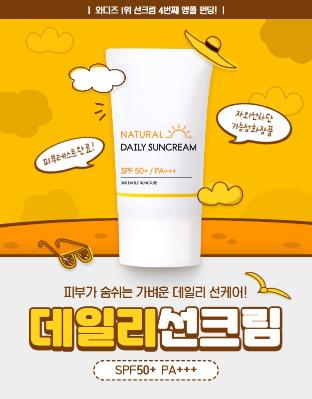 | 와디즈 1위 선크림 4번째 앵콜 펀딩! |
자외선차단
기능성화장품
피부테스트완료!
NATURAL
DAILY SUNCREAM
SPF 50+ / PA+++
365 DAILY SUNCARE
피부가 숨쉬는 가벼운 데일리 선케어!
데일리선크림
SPF50+ PA+++